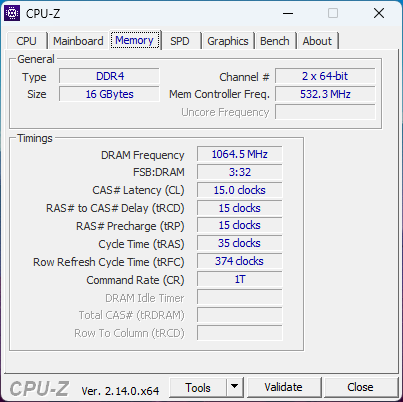 CPU-Z
CPU Mainboard Memory SPD Graphics Bench About
General
Type DDR4 Channel # 2 x 64-bit
Size 16 GBytes Mem Controller Freq. 532.3 MHz
Uncore Frequency
Timings
DRAM Frequency 1064.5 MHz
FSB:DRAM 3:32
CAS# Latency (CL) 15.0 clocks
RAS# to CAS# Delay (tRCD) 15 clocks
RAS# Precharge (tRP) 15 clocks
Cycle Time (tRAS) 35 clocks
Row Refresh Cycle Time (tRFC) 374 clocks
Command Rate (CR) 1T
DRAM Idle Timer
Total CAS# (tRDRAM)
Row To Column (tRCD)
CPU-Z Ver. 2.14.0.x64 Tools Validate Close